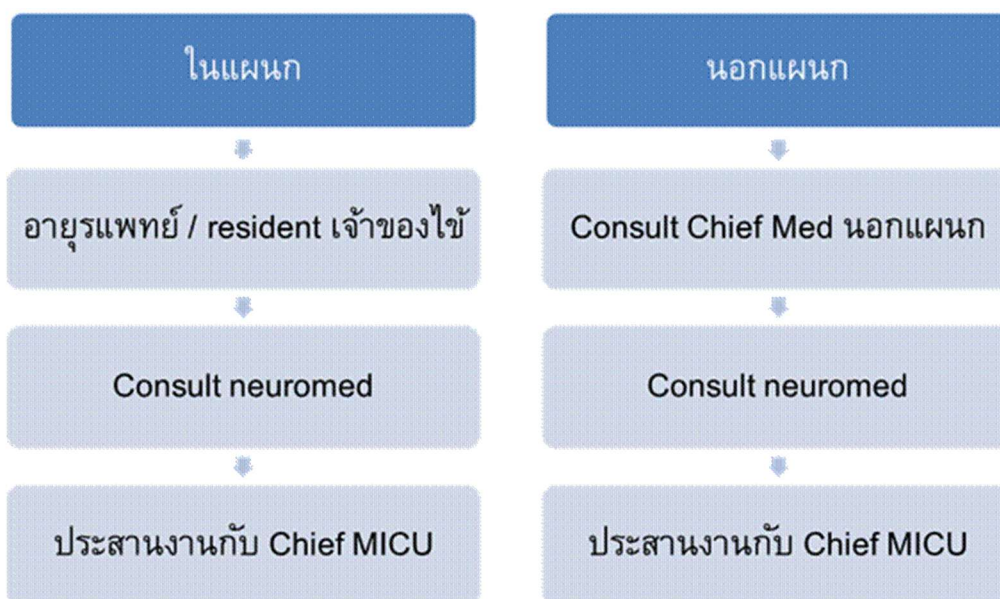 ในแผนก
อายุรแพทย์ / resident เจ้าของไข้
Consult neuromed
ประสานงานกับ Chief MICU
นอกแผนก
Consult Chief Med นอกแผนก
Consult neuromed
ประสานงานกับ Chief MICU